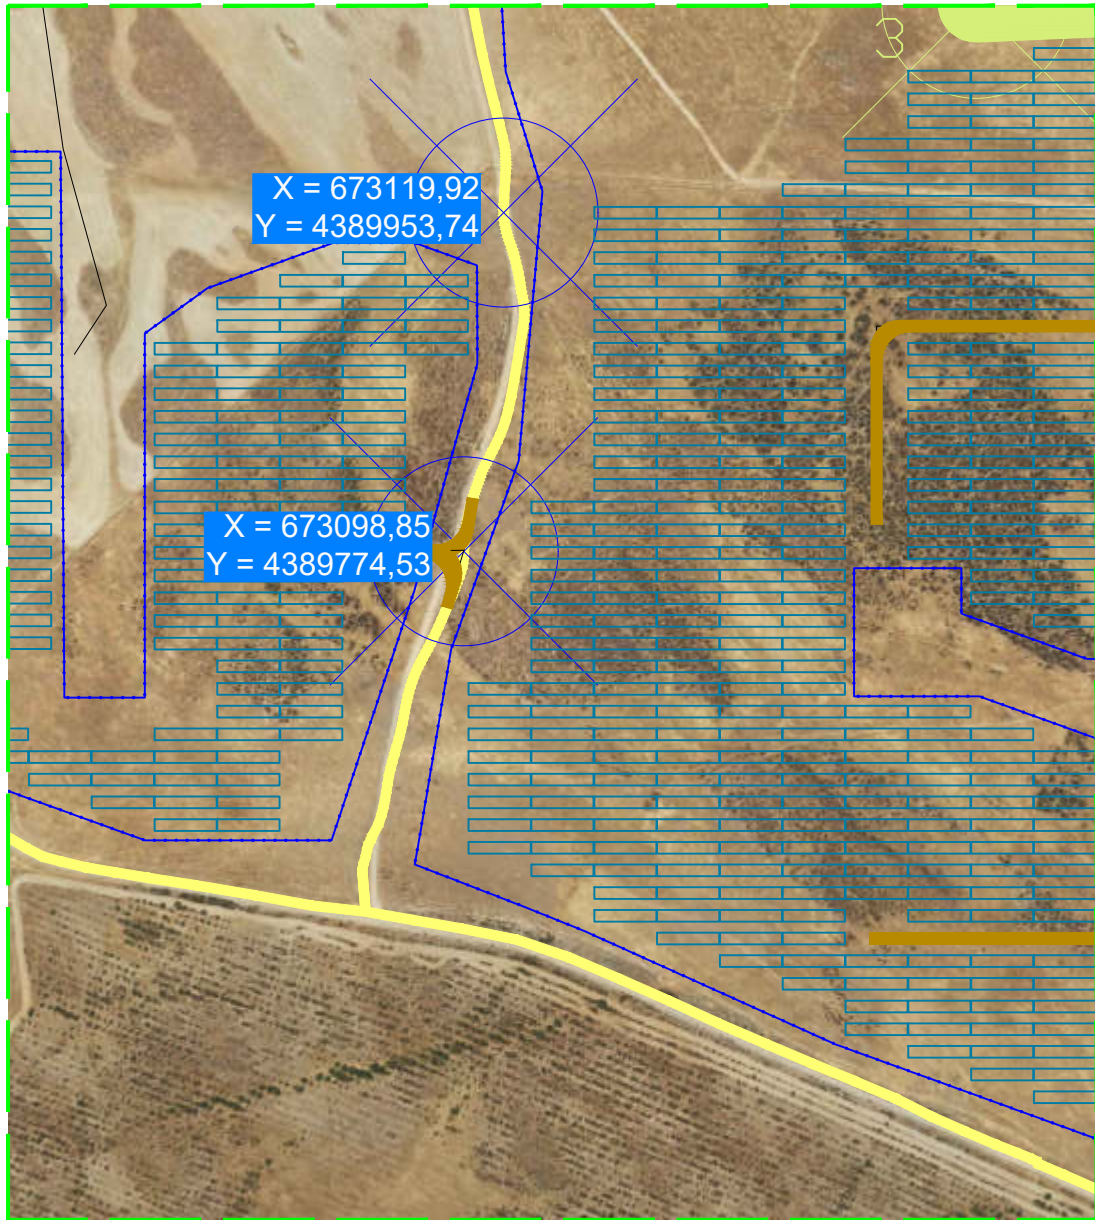 3
X = 673119,92
Y = 4389953,74
X = 673098,85
Y = 4389774,53